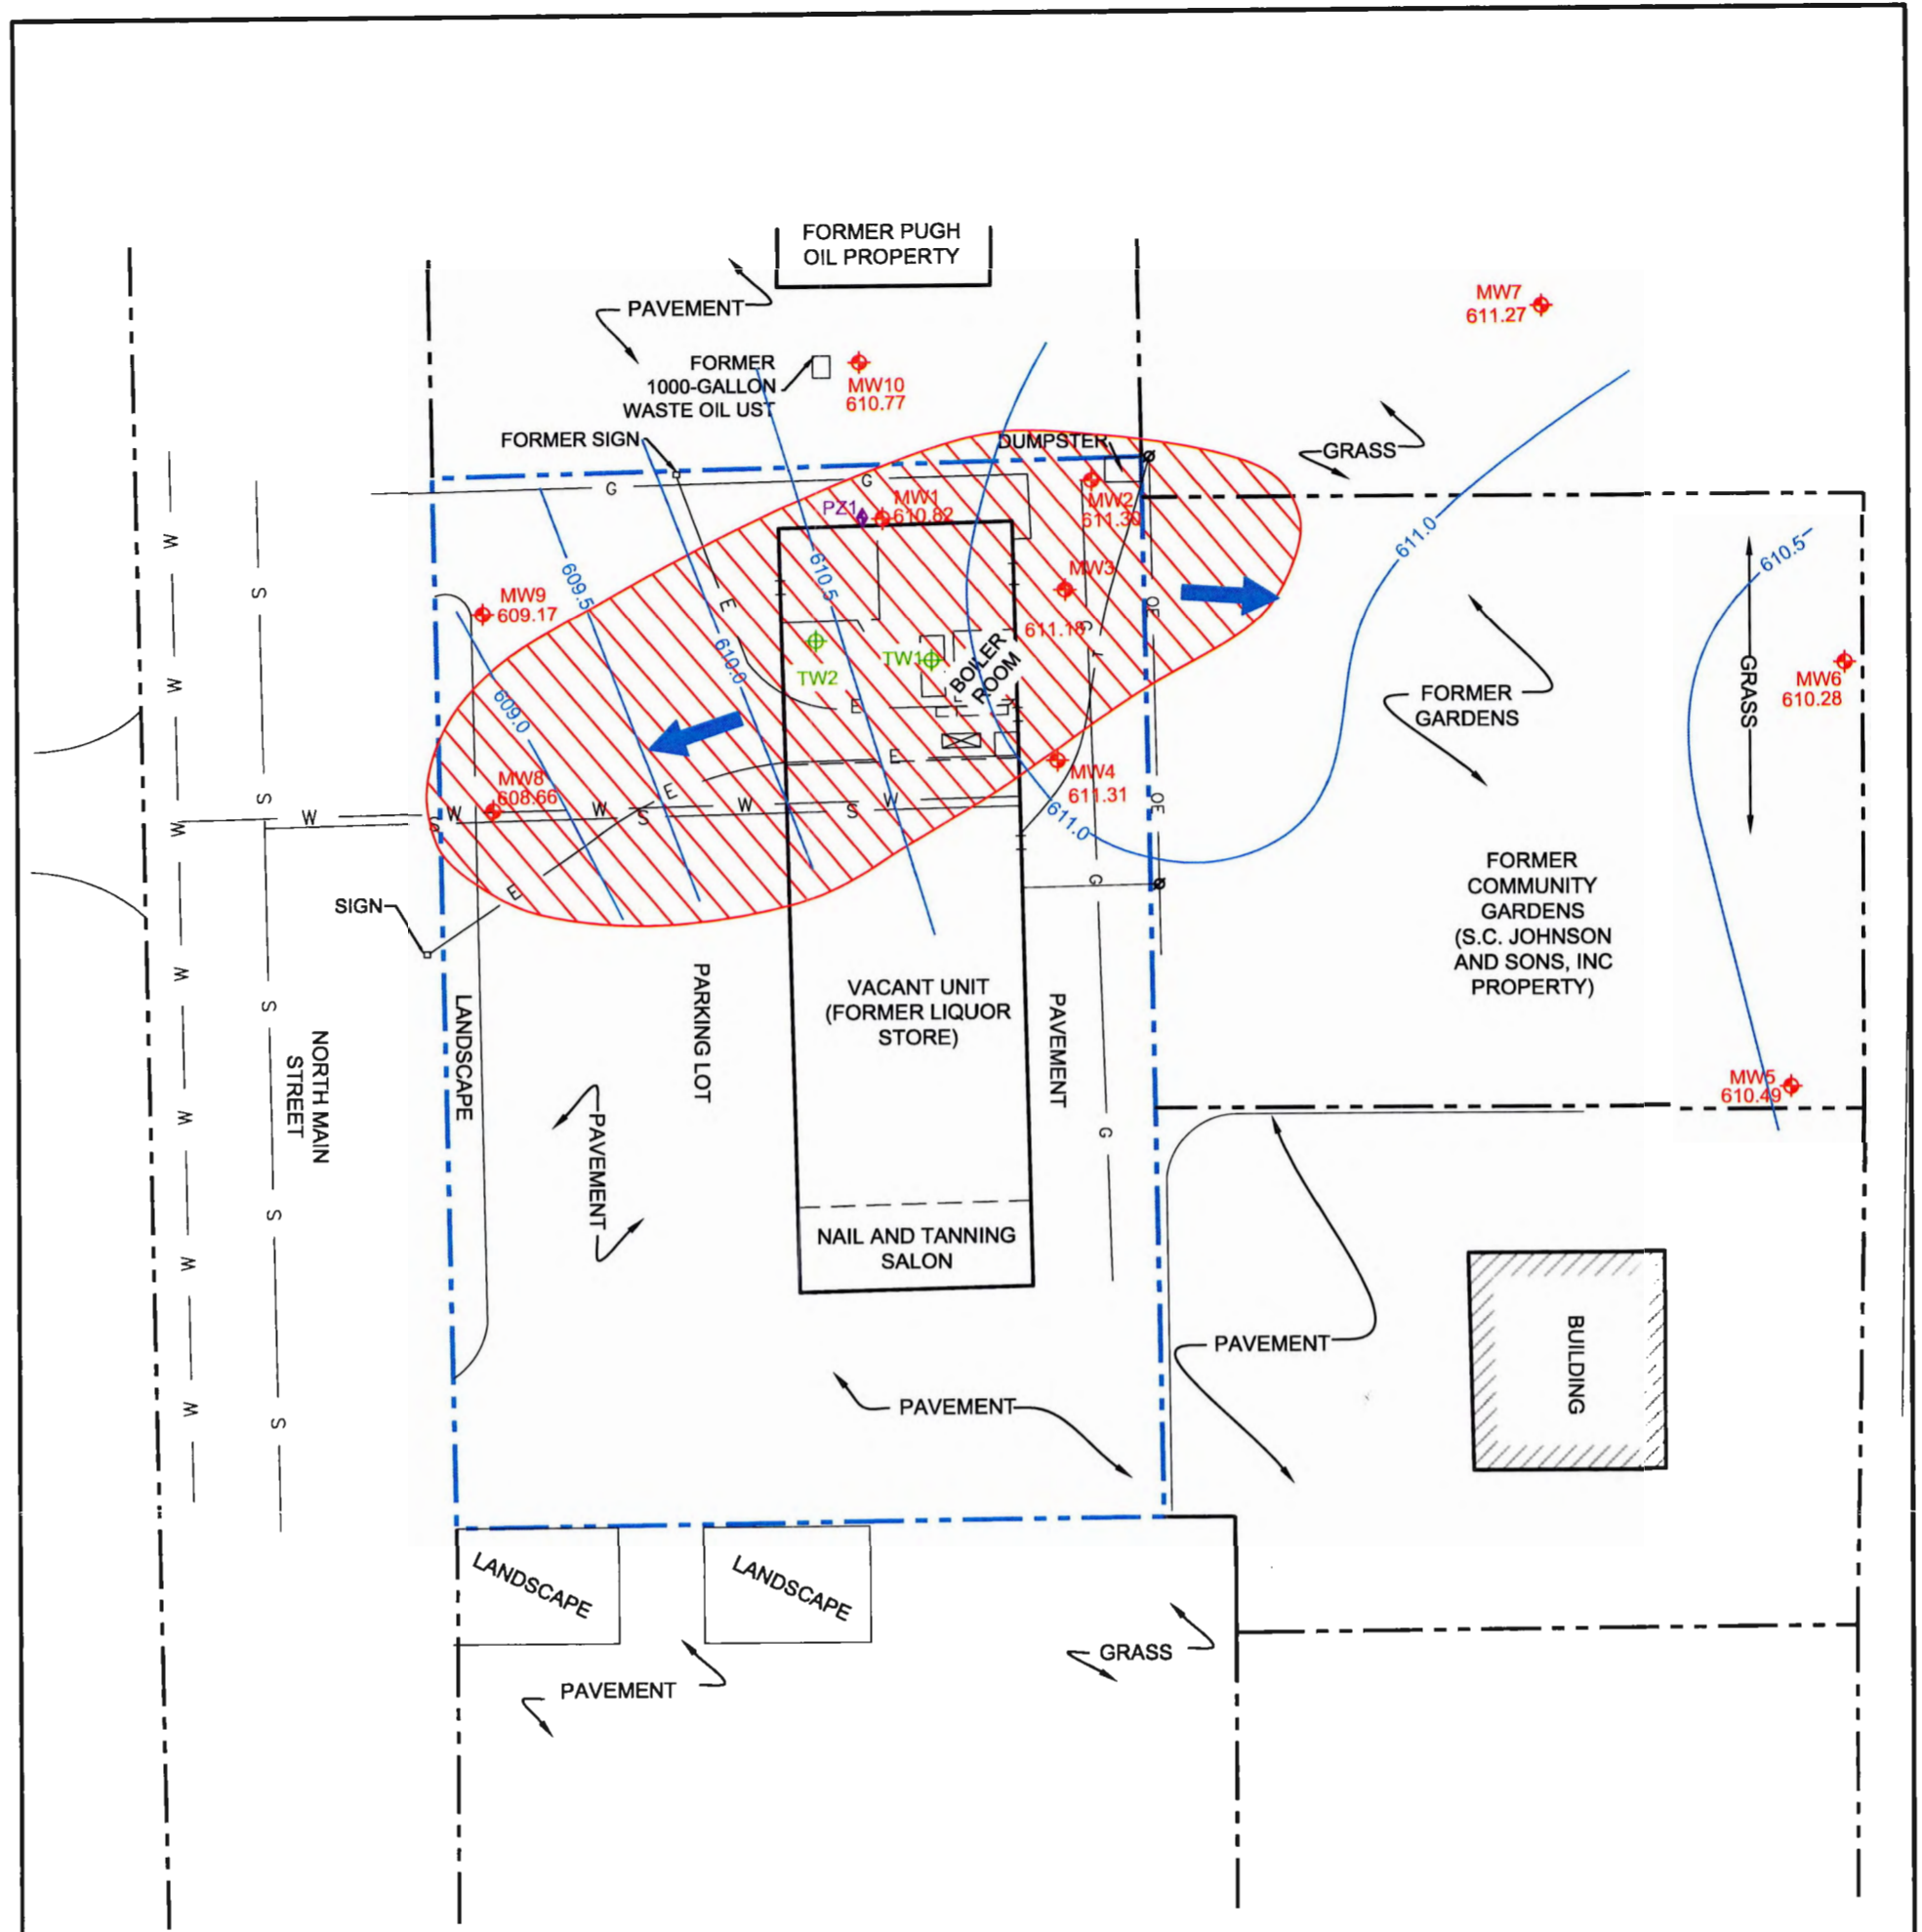 FORMER PUGH
OIL PROPERTY
PAVEMENT
MW7
611.27
FORMER
1000-GALLON
WASTE OIL UST
MW10
610.77
FORMER SIGN
DUMPSTER
GRASS
G
G
PZ1
MW1
610.82
MW2
611.30
611.0
610.5
W
S
609.5
610.5
MW3
MW9
609.17
E
OE
611.18
G
TW2
TW1
BOILER
ROOM
610.0
609.0
W
FORMER
GARDENS
GRASS
MW6
610.28
E
E
MW4
611.31
MW8
608.66
E
W
S
W
S
W
W
S
W
W
OE
611.0
G
SIGN
E
FORMER
COMMUNITY
GARDENS
(S.C. JOHNSON
AND SONS, INC
PROPERTY)
W
S
NORTH MAIN
STREET
LANDSCAPE
PARKING LOT
VACANT UNIT
(FORMER LIQUOR
STORE)
PAVEMENT
MW5
610.49
W
PAVEMENT
G
S
W
NAIL AND TANNING
SALON
PAVEMENT
BUILDING
W
S
PAVEMENT
LANDSCAPE
LANDSCAPE
GRASS
PAVEMENT